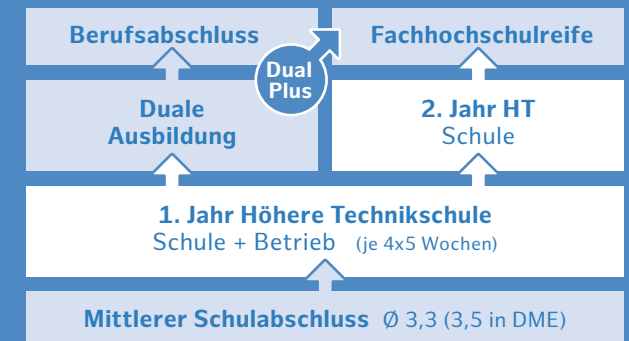 Berufsabschluss
Fachhochschulreife
Dual
Plus
Duale
Ausbildung
2. Jahr HT
Schule
1. Jahr Höhere Technikschule
Schule + Betrieb (je 4x5 Wochen)
Mittlerer Schulabschluss Ø 3,3 (3,5 in DME)